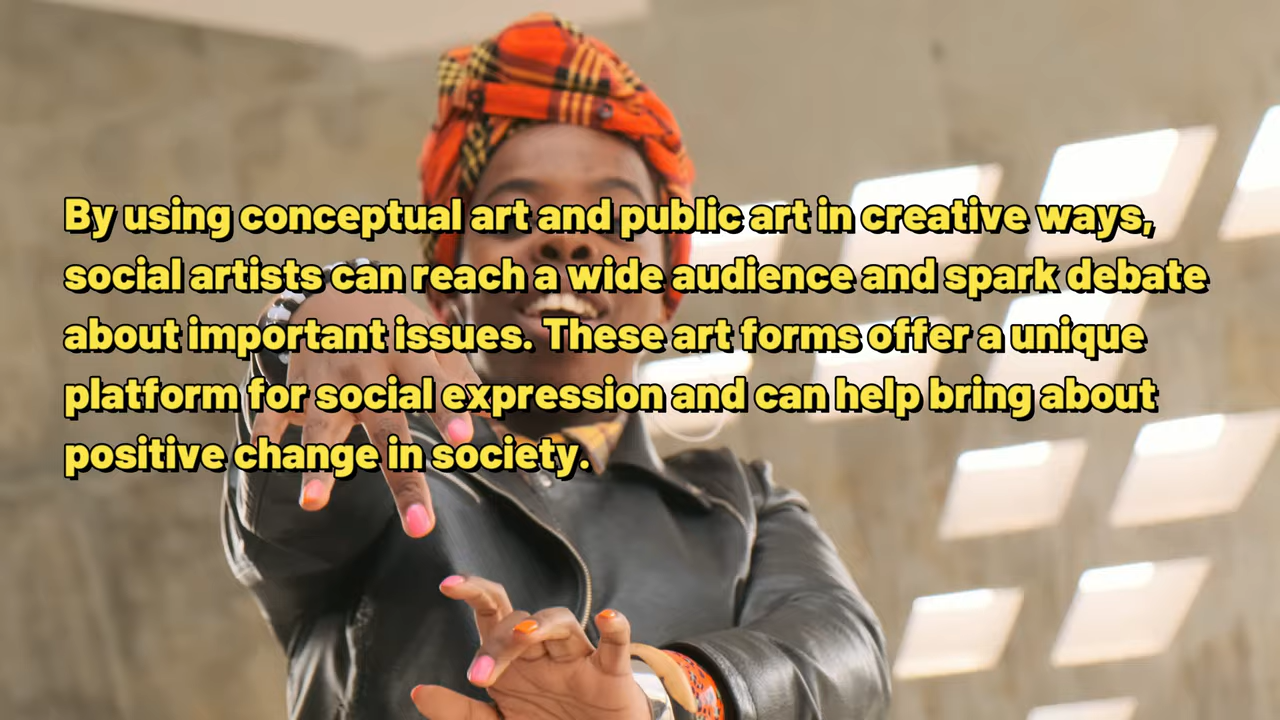 By using conceptual art and public art in creative ways,
social artists can reach a wide audience and spark debate
about important issues. These art forms offer a unique
platform for social expression and can help bring about
positive change in society.